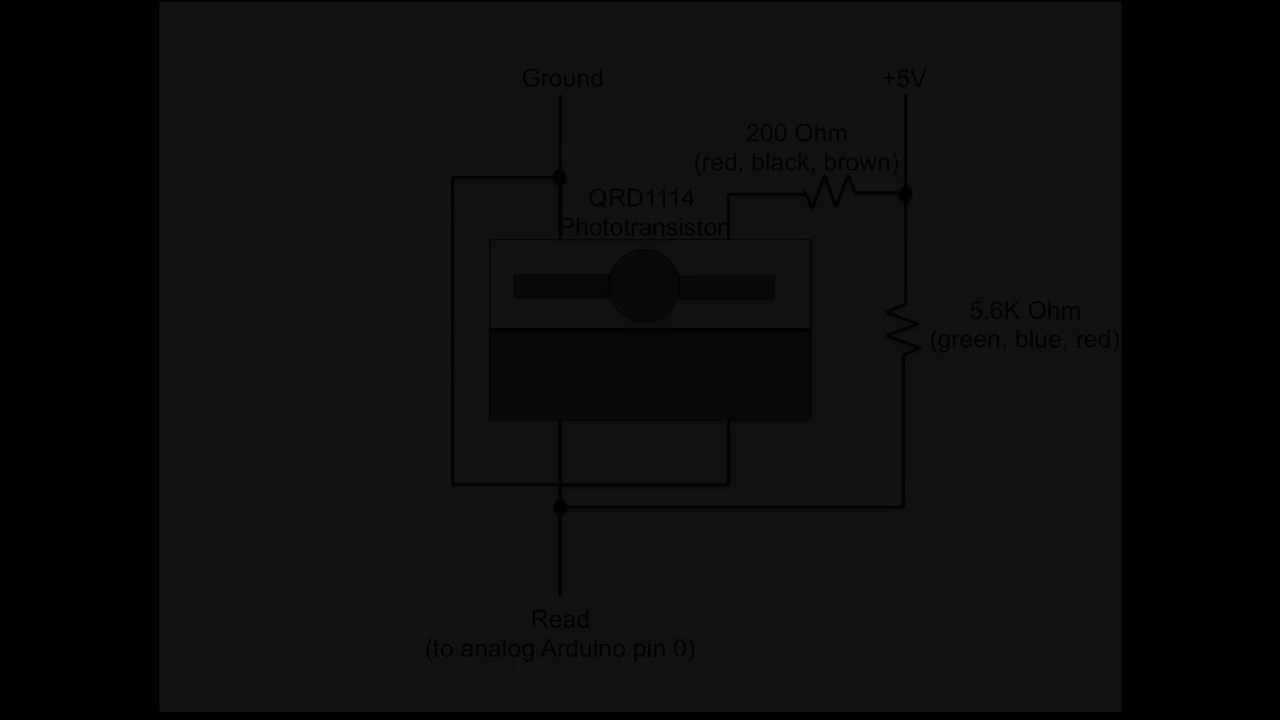 Ground
+5V
200 Ohm
(red, black, brown)
QRD1114
Phototransistor
5.6K Ohm
(green, blue, red)
Read
(to analog Arduino pin 0)